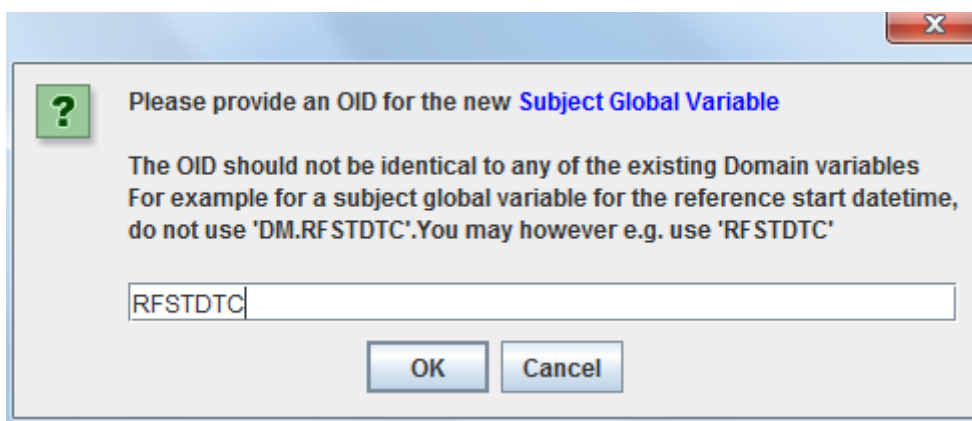 X
?
Please provide an OID for the new Subject Global Variable
The OID should not be identical to any of the existing Domain variables
For example for a subject global variable for the reference start datetime,
do not use 'DM.RFSTDTC'.You may however e.g. use 'RFSTDTC'
RFSTDTC
OK Cancel